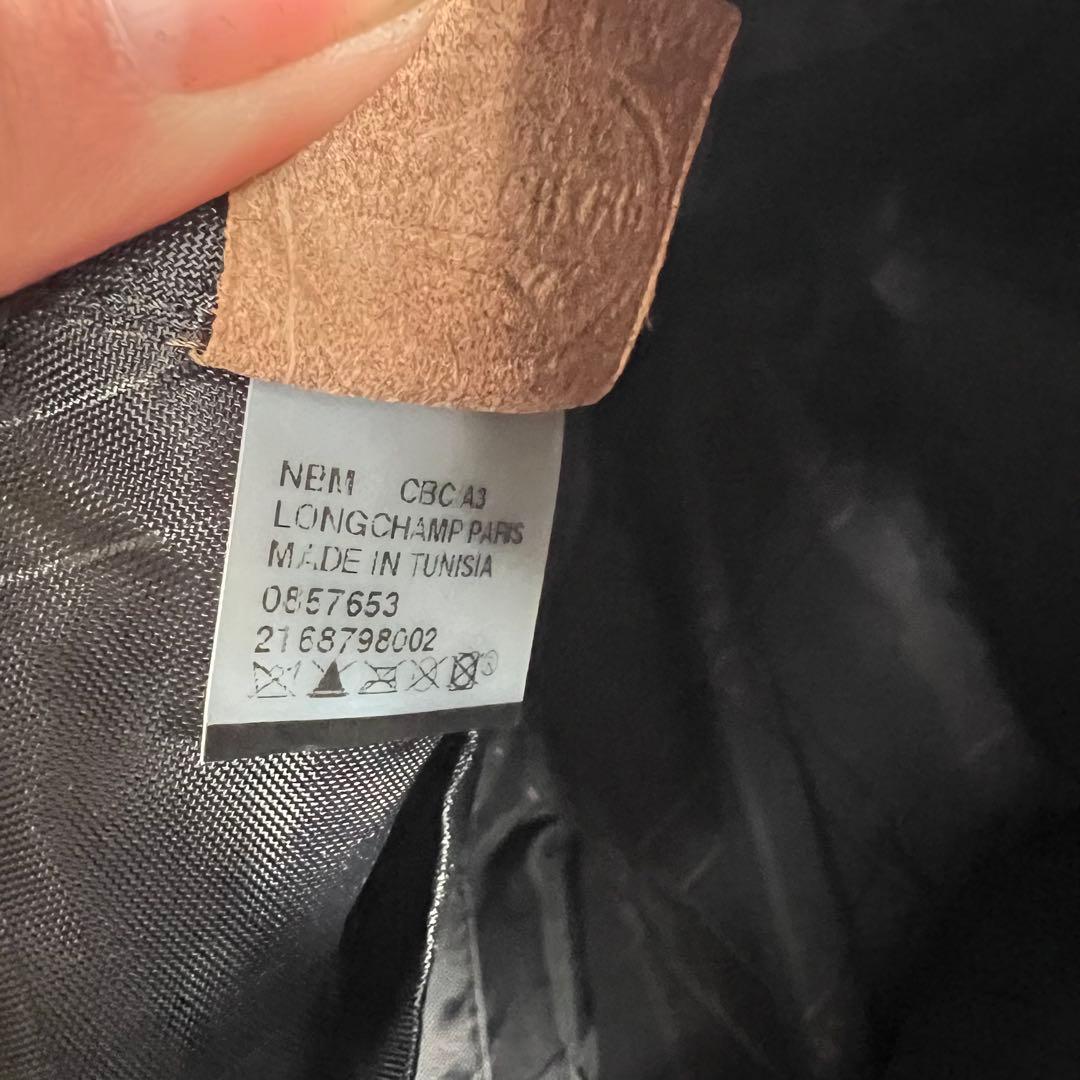 NBM CBC/A3
LONGCHAMP PARIS
MADE IN TUNISIA
0857653
2168798002